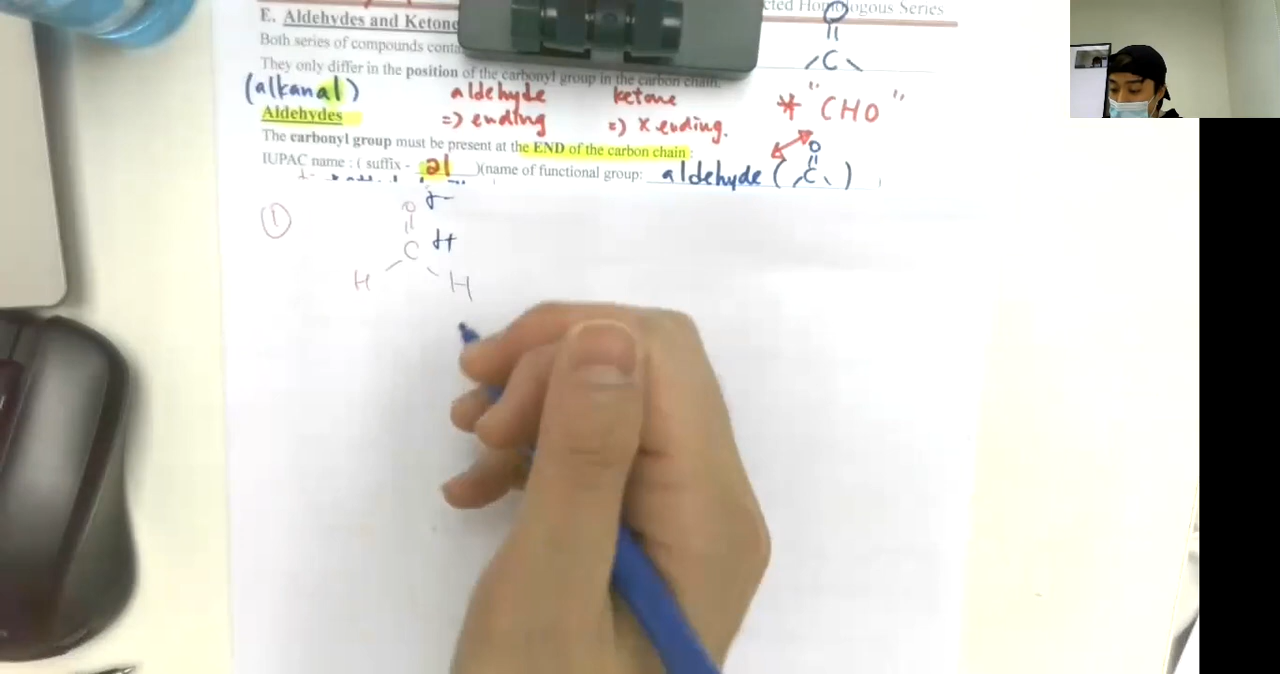 cted Homologous Series
E. Aldehydes and Ketone
Both series of compounds conta
They only differ in the position of the carbonyl group in the carbon chain.
O
C
(alkanal) aldehyde ketone
=> ending => x ending.
* "CHO"
Aldehydes
The carbonyl group must be present at the END of the carbon chain :
IUPAC name : ( suffix - al )(name of functional group: aldehyde ( C )
O
①
O δ-
C δ+
H H